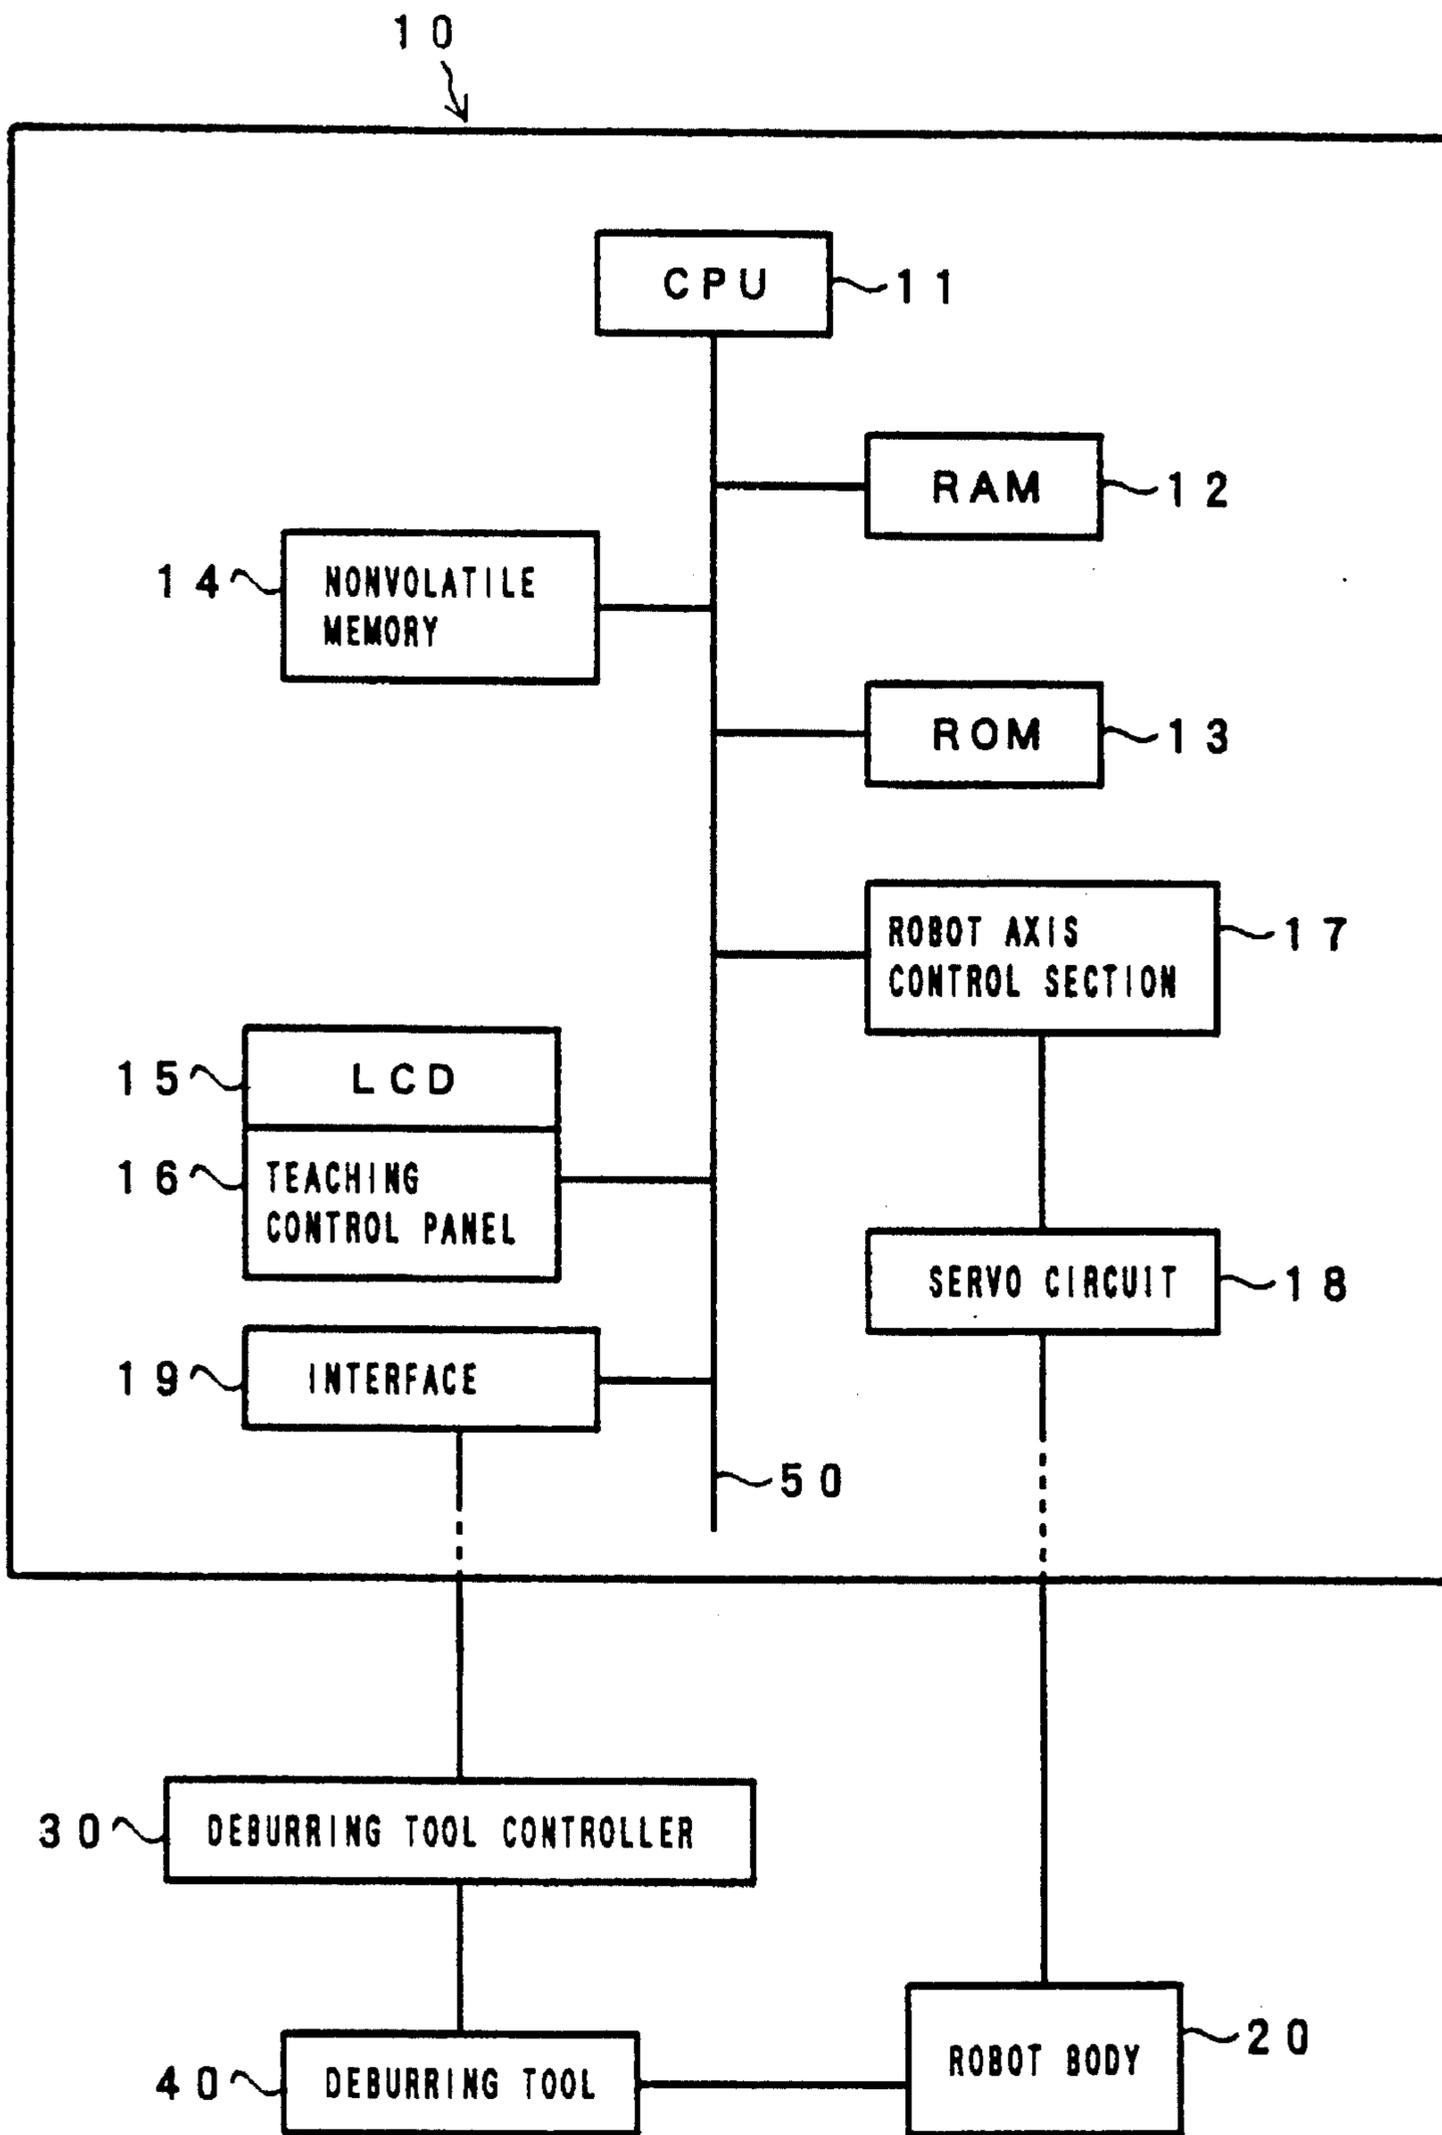 10
CPU
11
RAM
12
14
NONVOLATILE
MEMORY
ROM
13
ROBOT AXIS
CONTROL SECTION
17
15
LCD
16
TEACHING
CONTROL PANEL
SERVO CIRCUIT
18
19
INTERFACE
50
30
DEBURRING TOOL CONTROLLER
40
DEBURRING TOOL
ROBOT BODY
20